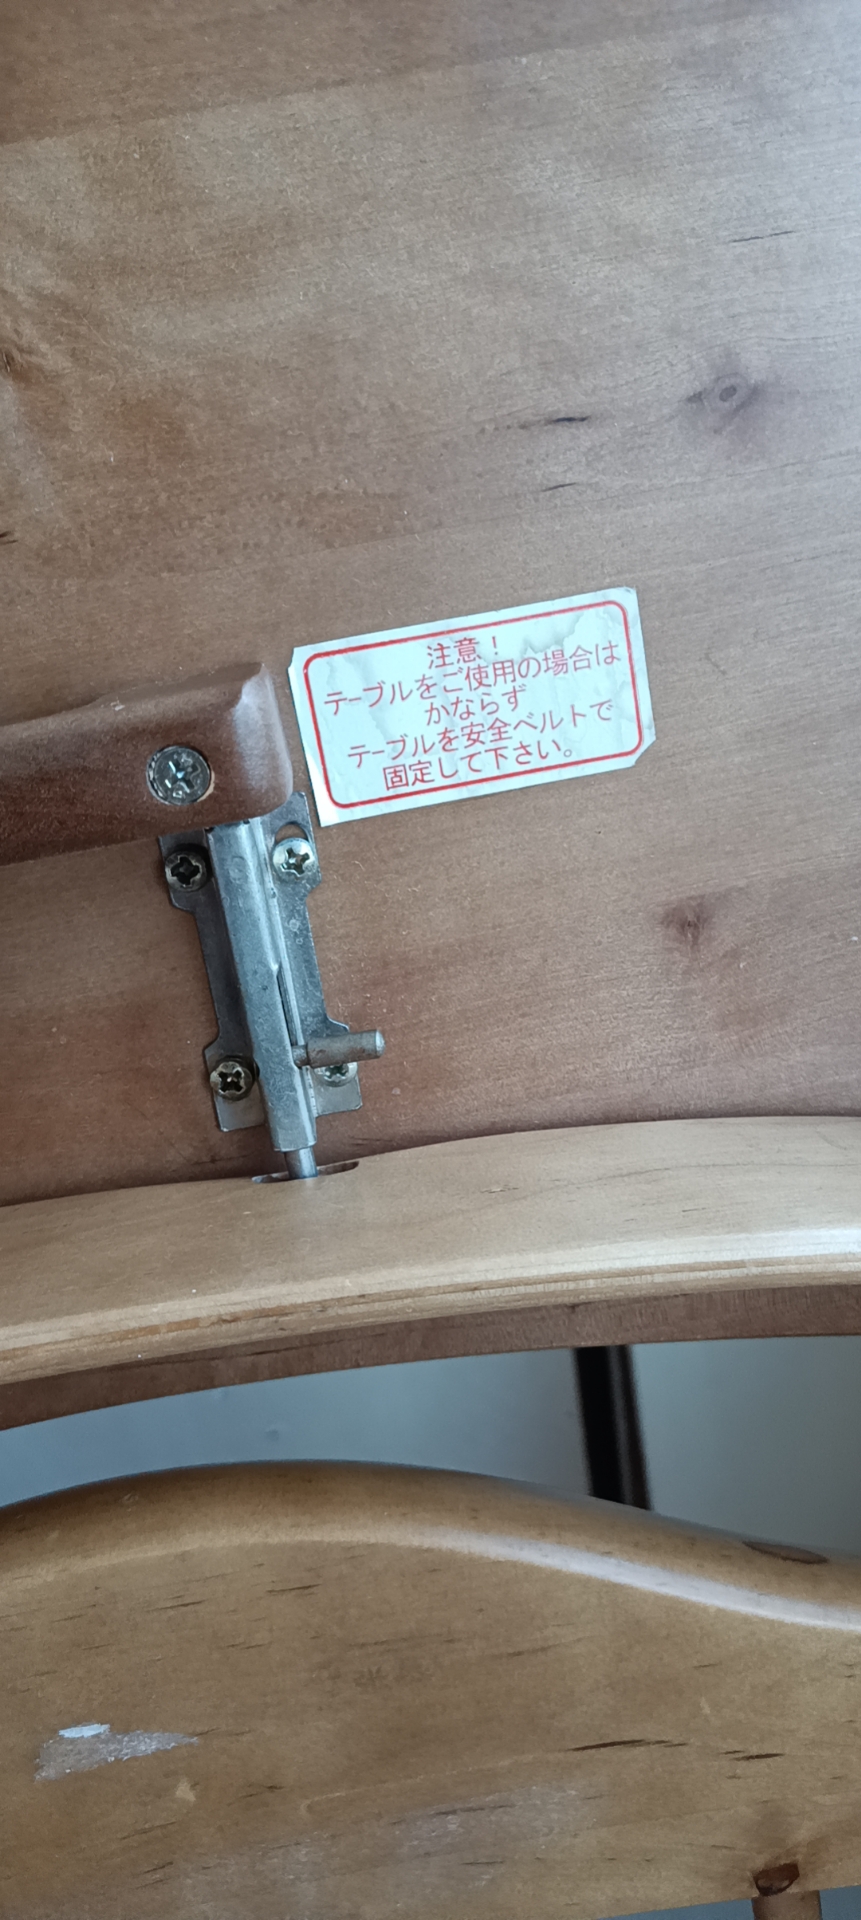 注意！
テーブルをご使用の場合は
かならず
テーブルを安全ベルトで
固定して下さい。